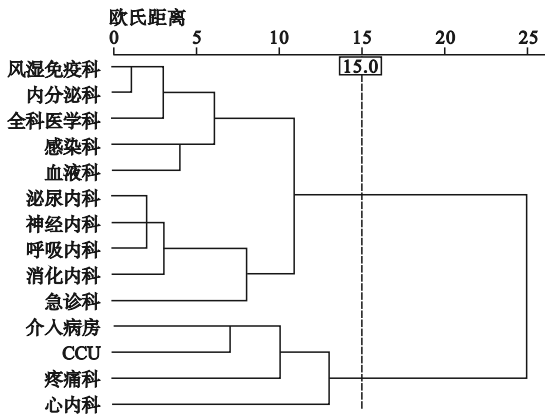 欧氏距离
0 5 10 15 20 25
15.0
风湿免疫科
内分泌科
全科医学科
感染科
血液科
泌尿内科
神经内科
呼吸内科
消化内科
急诊科
介入病房
CCU
疼痛科
心内科